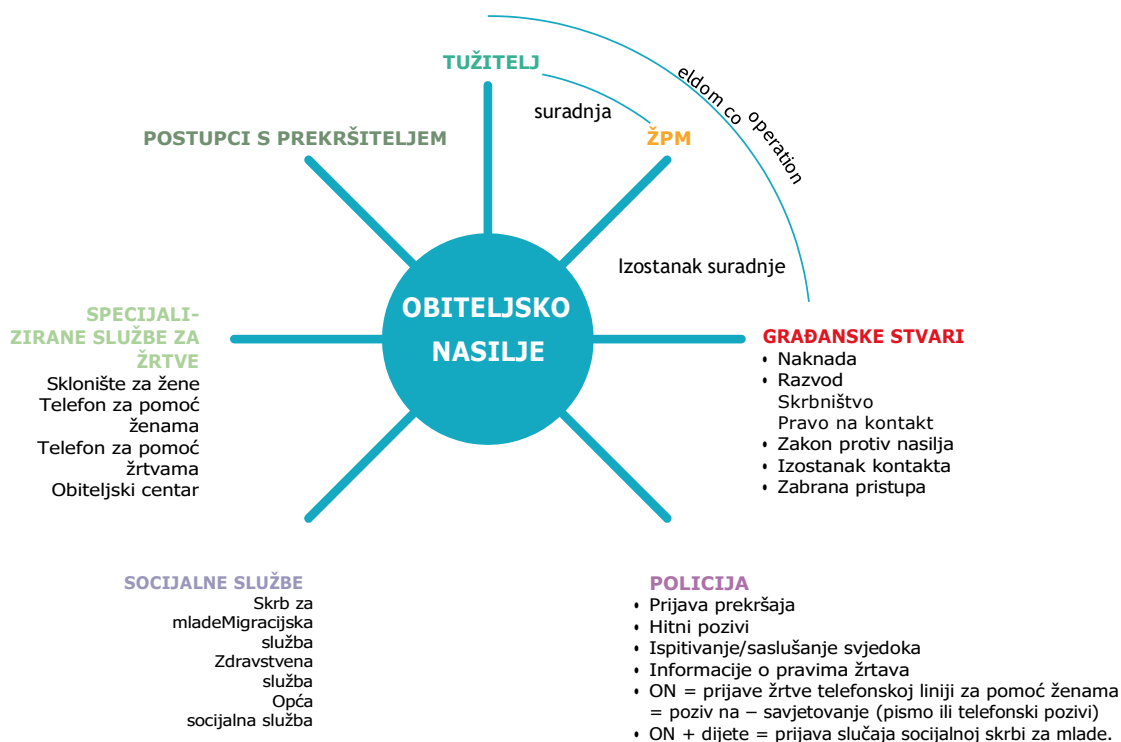 TUŽITELJ
eldom co operation
suradnja
POSTUPCI S PREKRŠITELJEM
ŽPM
Izostanak suradnje
OBITELJSKO
NASILJE
SPECIJALI-
ZIRANE SLUŽBE ZA
ŽRTVE
Sklonište za žene
Telefon za pomoć
ženama
Telefon za pomoć
žrtvama
Obiteljski centar
GRAĐANSKE STVARI
• Naknada
• Razvod
Skrbništvo
Pravo na kontakt
• Zakon protiv nasilja
• Izostanak kontakta
• Zabrana pristupa
SOCIJALNE SLUŽBE
Skrb za
mladeMigracijska
služba
Zdravstvena
služba
Opća
socijalna služba
POLICIJA
• Prijava prekršaja
• Hitni pozivi
• Ispitivanje/saslušanje svjedoka
• Informacije o pravima žrtava
• ON = prijave žrtve telefonskoj liniji za pomoć ženama
= poziv na – savjetovanje (pismo ili telefonski pozivi)
• ON + dijete = prijava slučaja socijalnoj skrbi za mlade.